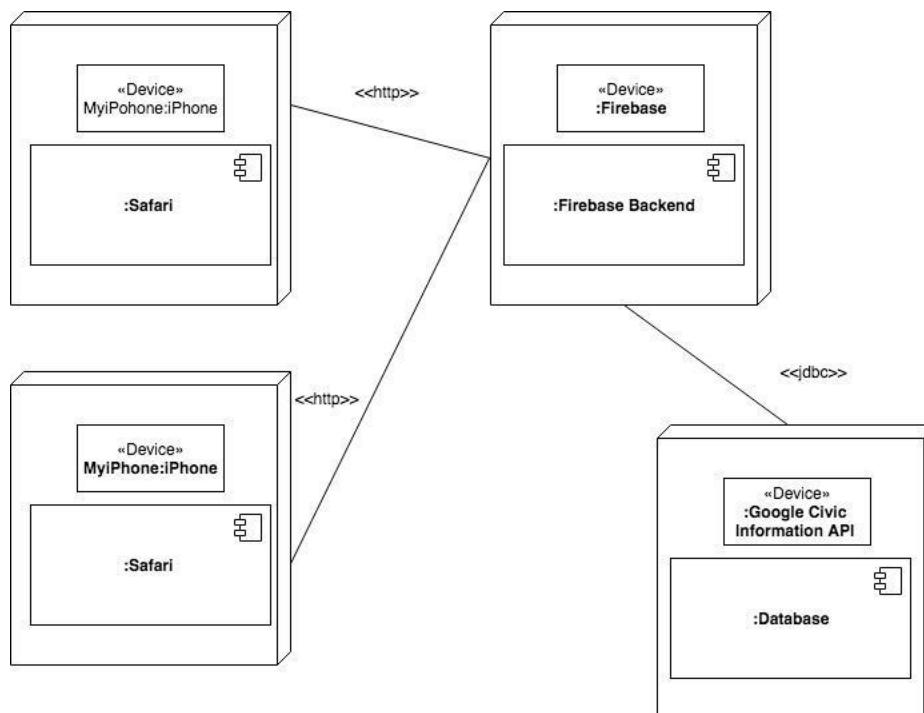 «Device»
MyiPohone:iPhone
:Safari
<<http>>
«Device»
:Firebase
:Firebase Backend
<<http>>
«Device»
MyiPhone:iPhone
:Safari
<<jdbc>>
«Device»
:Google Civic
Information API
:Database